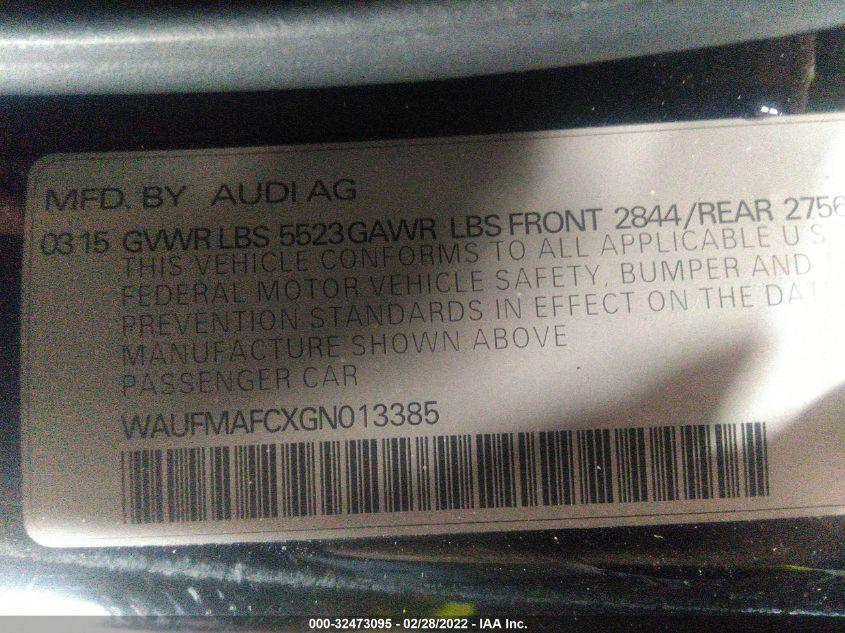 MFD. BY AUDI AG
03 15 GVWR LBS 5523 GAWR LBS FRONT 2844/REAR 2756
THIS VEHICLE CONFORMS TO ALL APPLICABLE U S
FEDERAL MOTOR VEHICLE SAFETY, BUMPER AND
PREVENTION STANDARDS IN EFFECT ON THE DAT
MANUFACTURE SHOWN ABOVE
PASSENGER CAR
WAUFMAFCXGN013385
000-32473095 - 02/28/2022 - IAA Inc.